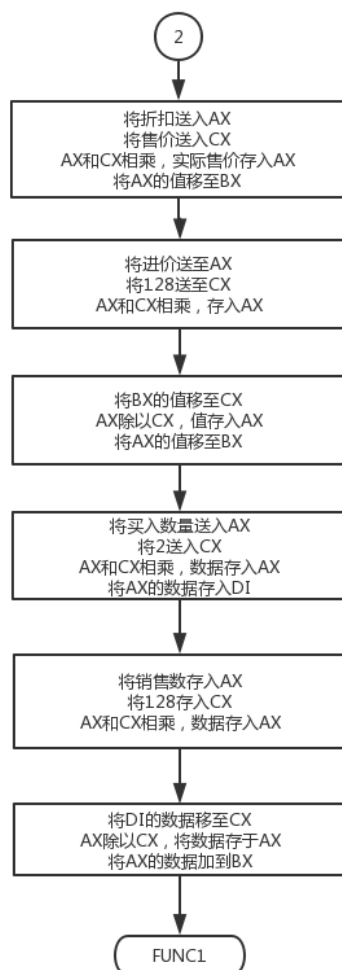 2
将折扣送入AX
将售价送入CX
AX和CX相乘，实际售价存入AX
将AX的值移至BX
将进价送至AX
将128送至CX
AX和CX相乘，存入AX
将BX的值移至CX
AX除以CX，值存入AX
将AX的值移至BX
将买入数量送入AX
将2送入CX
AX和CX相乘，数据存入AX
将AX的数据存入DI
将销售数存入AX
将128存入CX
AX和CX相乘，数据存入AX
将DI的数据移至CX
AX除以CX，将数据存于AX
将AX的数据加到BX
FUNC1